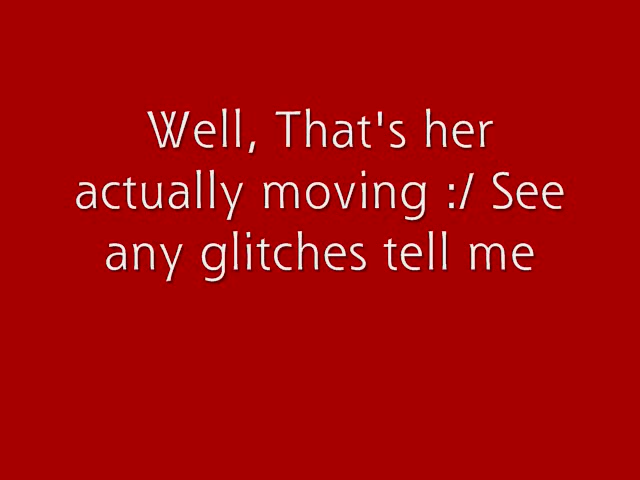 Well, That's her
actually moving :/ See
any glitches tell me